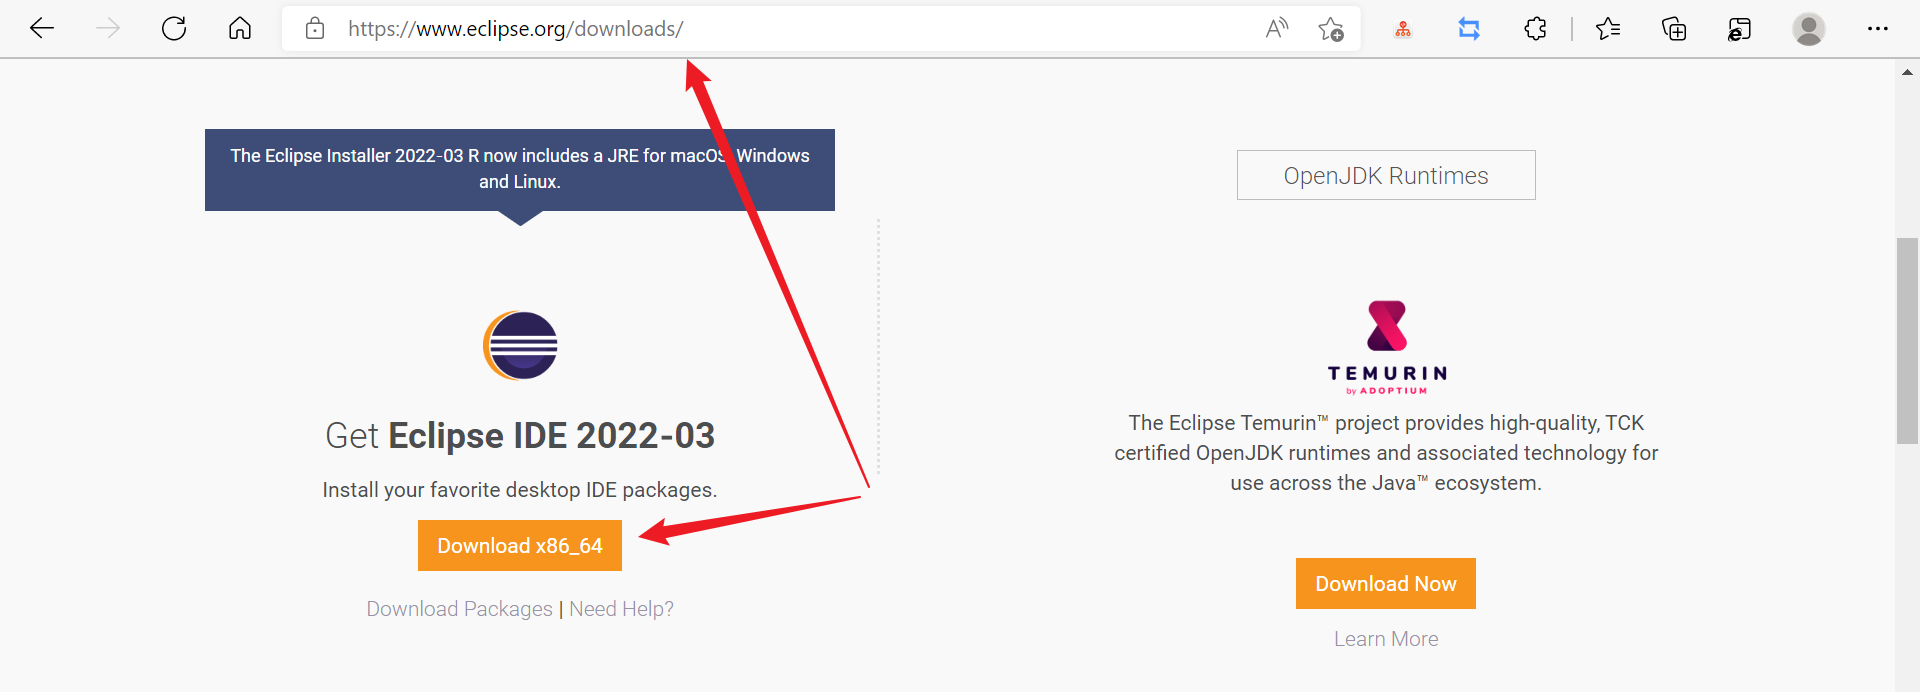 https://www.eclipse.org/downloads/
The Eclipse Installer 2022-03 R now includes a JRE for macOS, Windows
and Linux.
Get Eclipse IDE 2022-03
Install your favorite desktop IDE packages.
Download x86_64
Download Packages | Need Help?
OpenJDK Runtimes
TEMURIN
by ADOPTIUM
The Eclipse Temurin™ project provides high-quality, TCK
certified OpenJDK runtimes and associated technology for
use across the Java™ ecosystem.
Download Now
Learn More